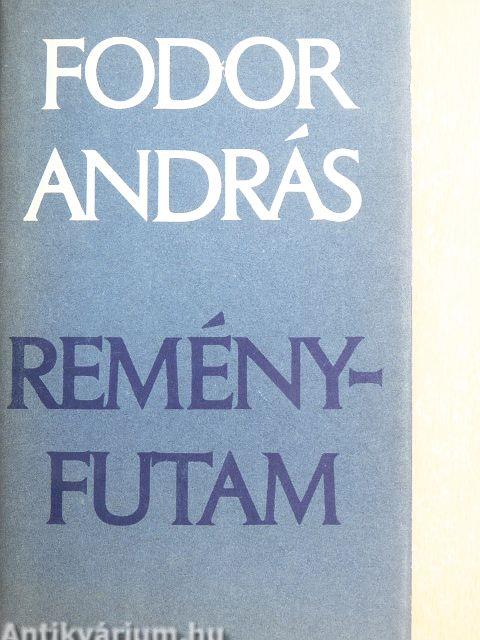 FODOR
ANDRÁS
REMÉNY-
FUTAM
Antikvárium.hu